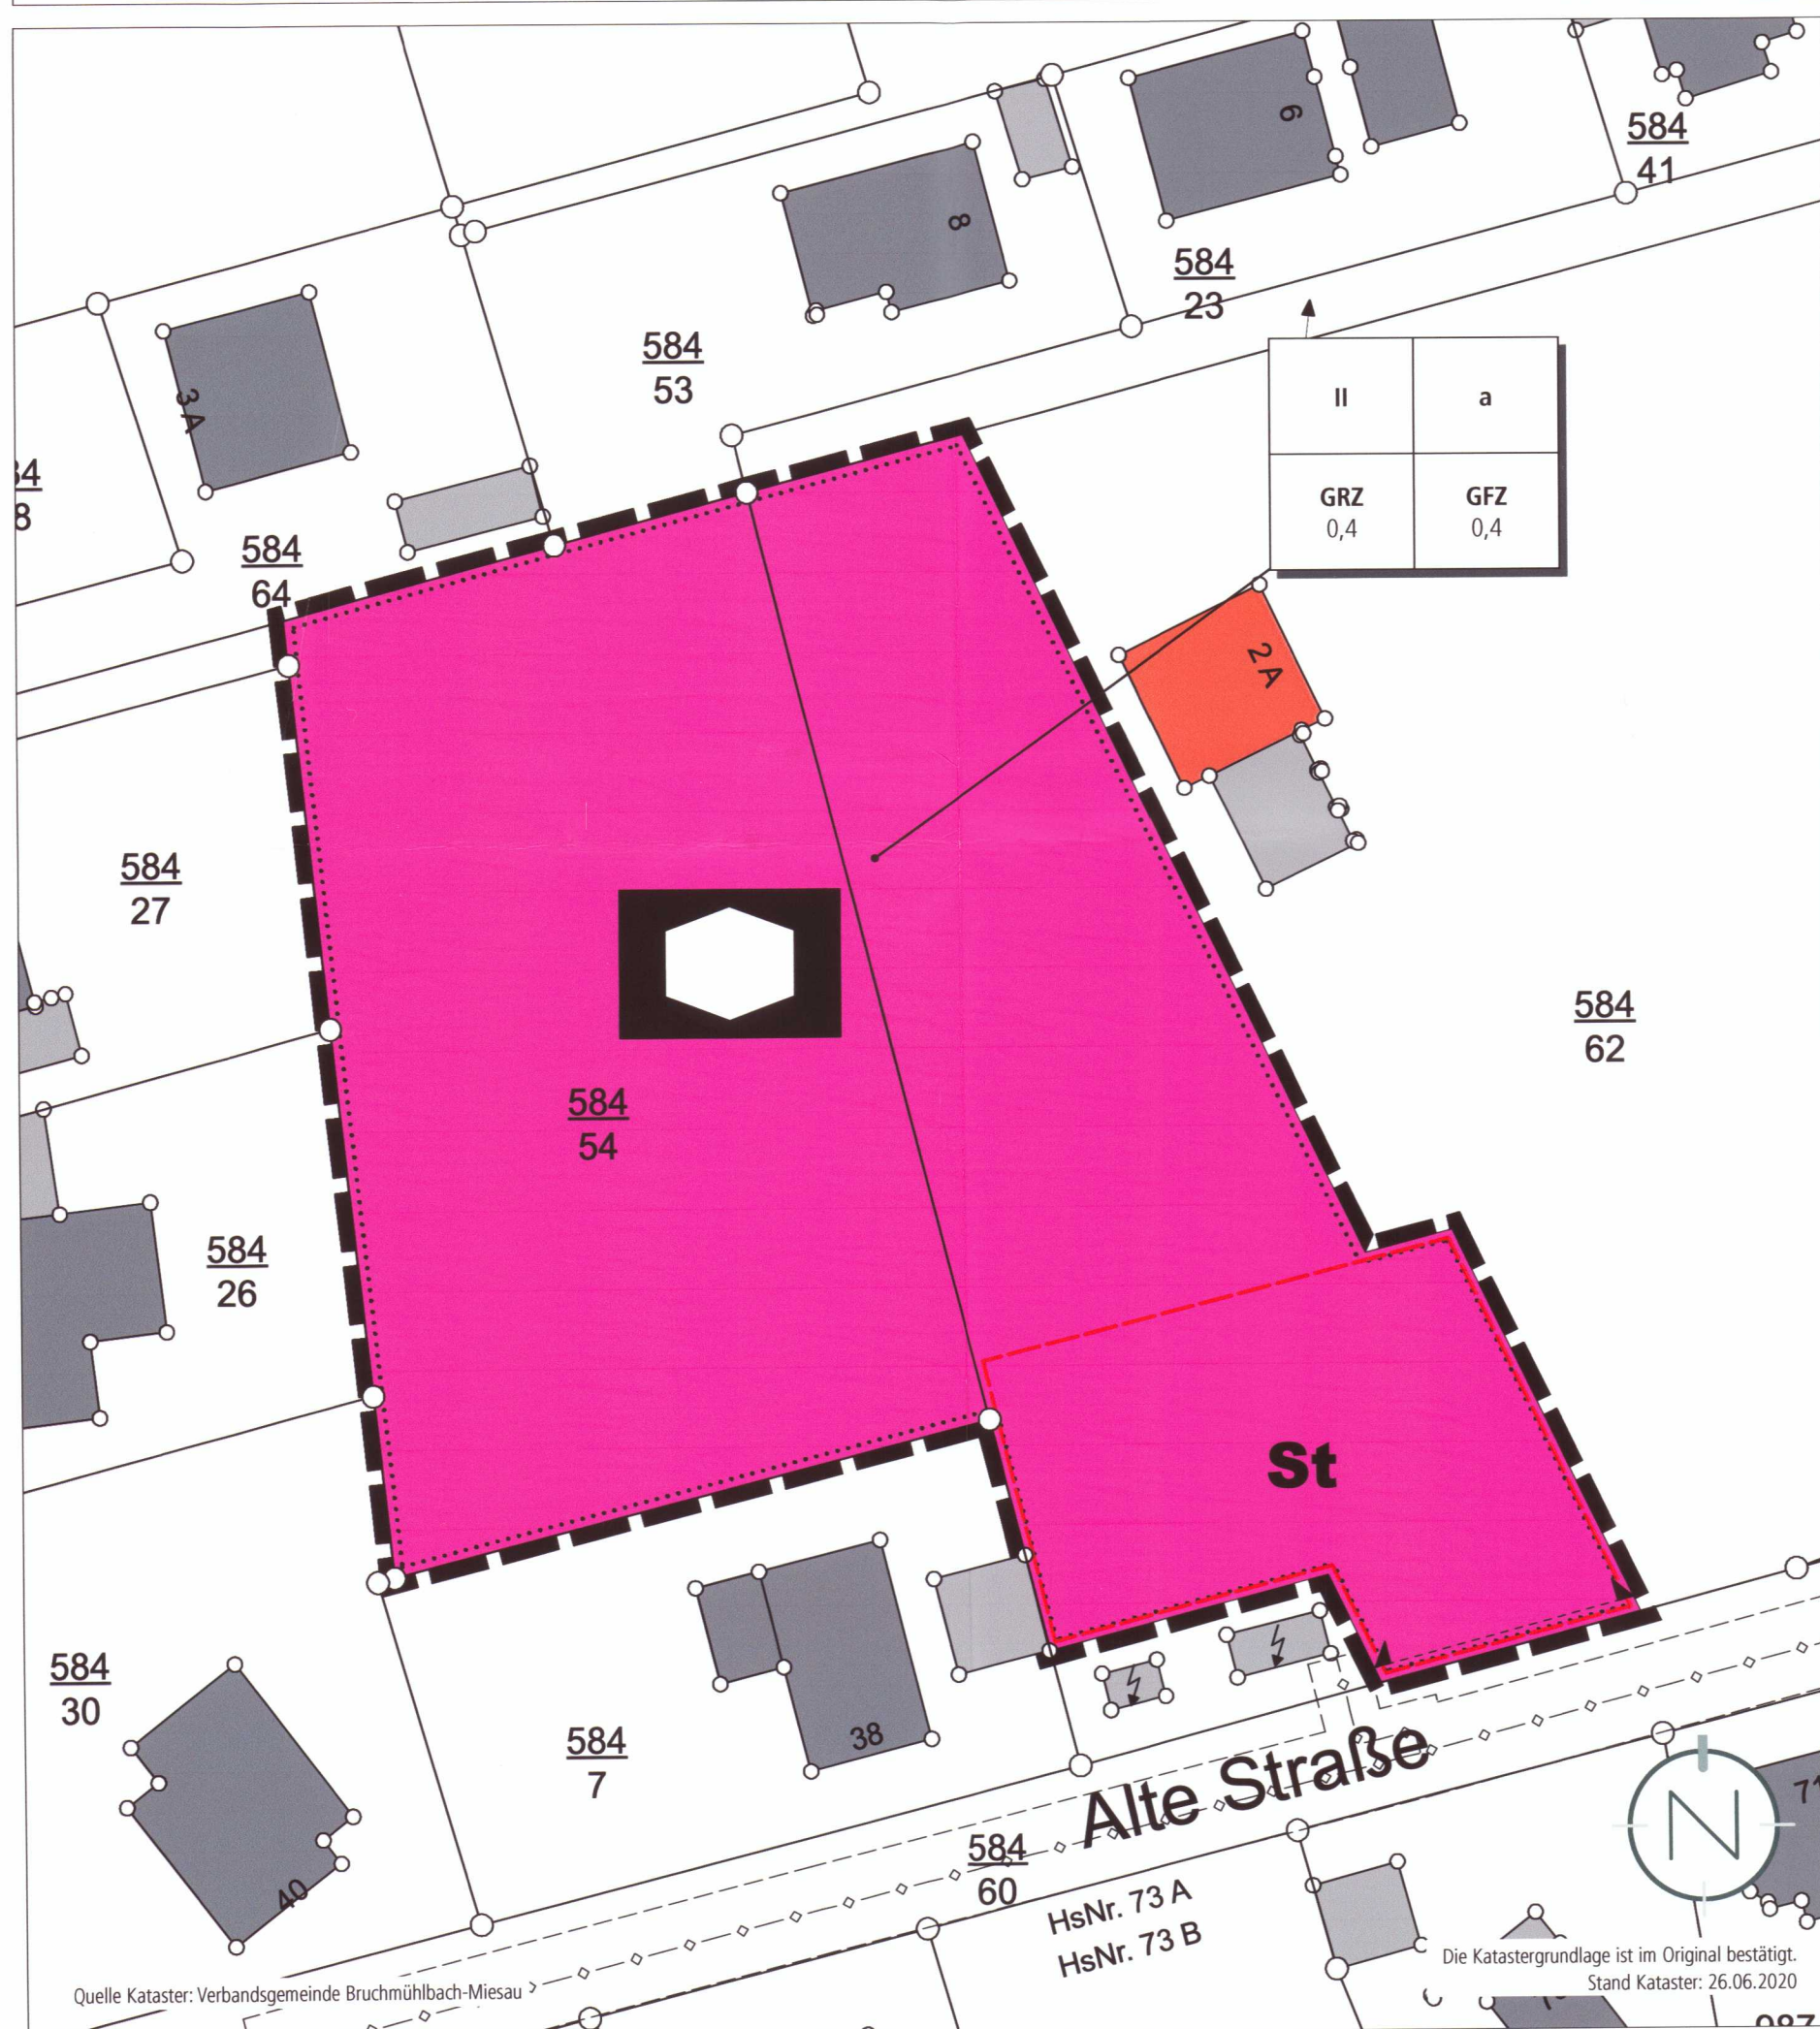 6
584
41
8
584
23
584
53
3 A
II
a
GRZ
GFZ
0,4
0,4
584
64
2 A
584
27
584
62
584
54
584
26
St
584
30
584
7
38
Alte Straße
584
60
40
HsNr. 73 A
HsNr. 73 B
N
Die Katastergrundlage ist im Original bestätigt.
Quelle Kataster: Verbandsgemeinde Bruchmühlbach-Miesau
Stand Kataster: 26.06.2020